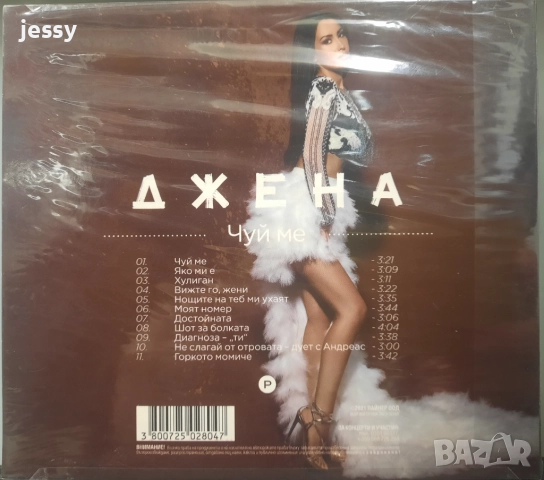 jessy
ДЖЕНА
Чуй ме
01. Чуй ме - 3:21
02. Яко ми е - 3:09
03. Хулиган - 3:11
04. Вижте го, жени - 3:22
05. Нощите на теб ми ухаят - 3:35
06. Моят номер - 3:44
07. Достойната - 3:06
08. Шот за болката - 4:04
09. Диагноза – „ти“ - 3:38
10. Не слагай от отровата – дует с Андреас - 3:00
11. Горкото момиче - 3:42
P
3 800725 028047
ВНИМАНИЕ!
BAZAR